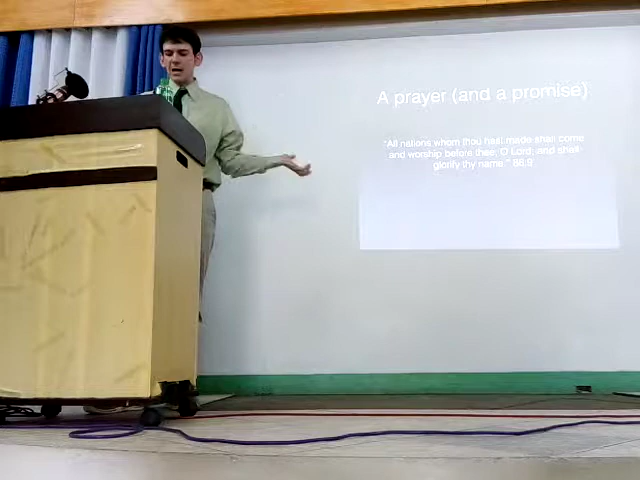 A prayer (and a promise)
"All nations whom thou hast made shall come
and worship before thee, O Lord; and shall
glorify thy name." 86:9